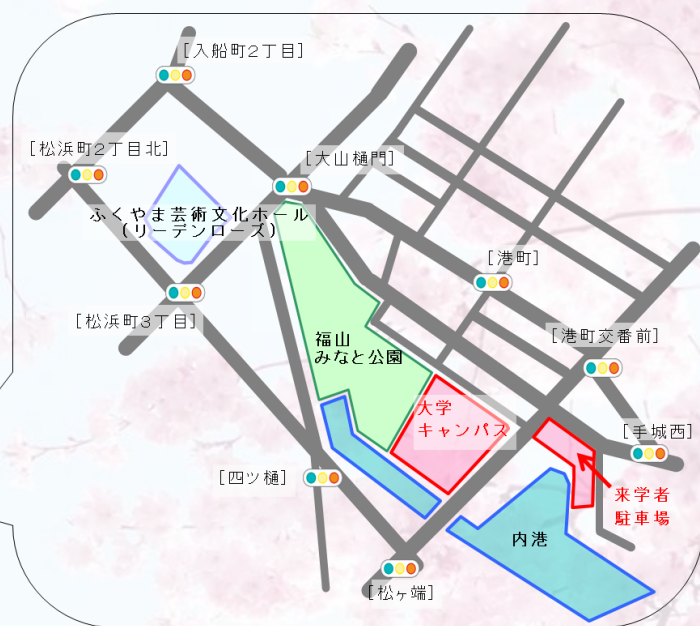 [入船町2丁目]
[松浜町2丁目北]
[大山樋門]
ふくやま芸術文化ホール
(リーデンローズ)
[港町]
[松浜町3丁目]
福山
みなと公園
[港町交番前]
大学
キャンパス
[手城西]
[四ツ樋]
来学者
駐車場
内港
[松ヶ端]